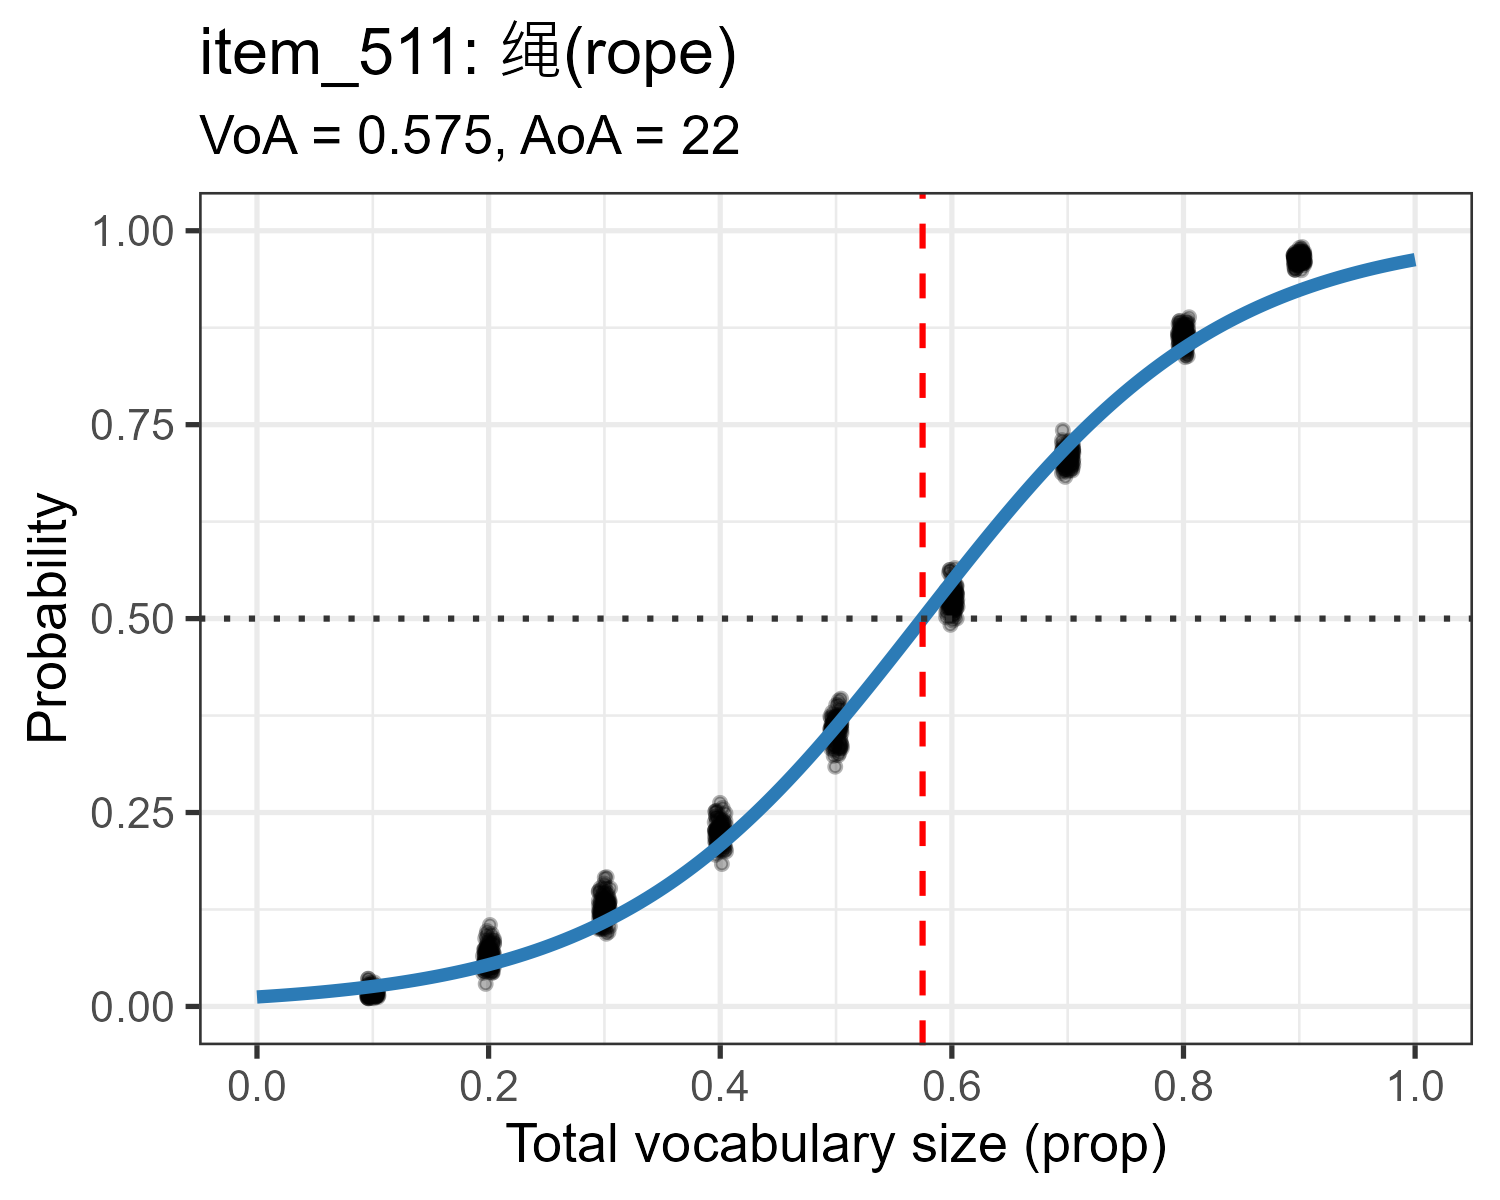 item_511: 绳(rope)
VoA = 0.575, AoA = 22
1.00
0.75
0.50
0.25
0.00
Probability
0.0 0.2 0.4 0.6 0.8 1.0
Total vocabulary size (prop)